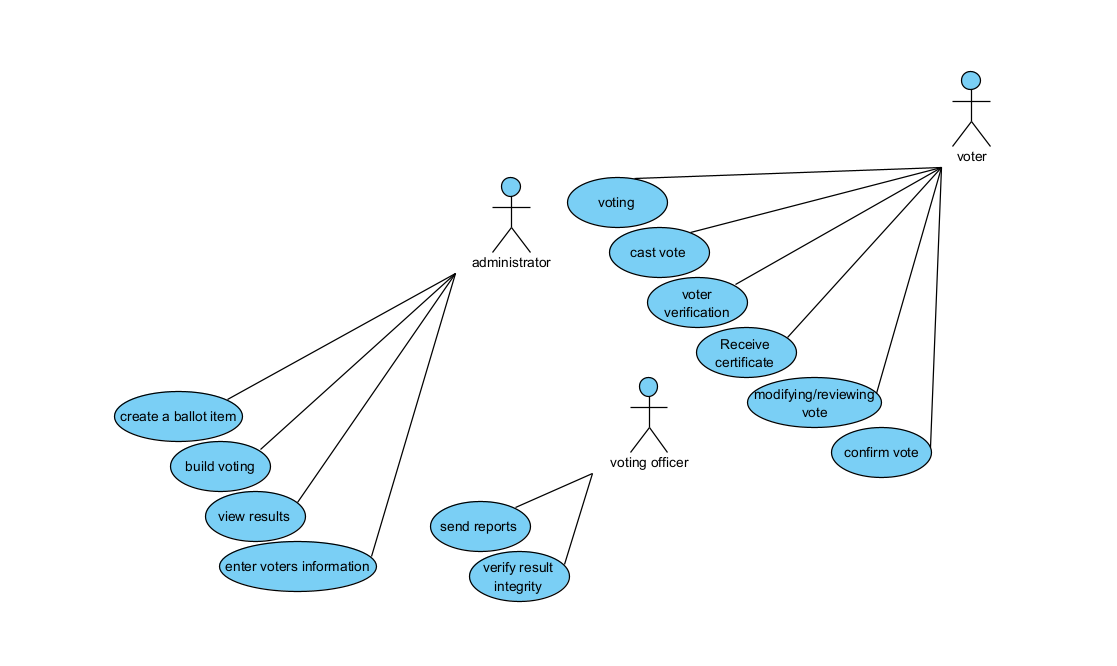 voter
voting
cast vote
voter
verification
Receive
certificate
modifying/reviewing
vote
confirm vote
administrator
create a ballot item
build voting
view results
enter voters information
voting officer
send reports
verify result
integrity